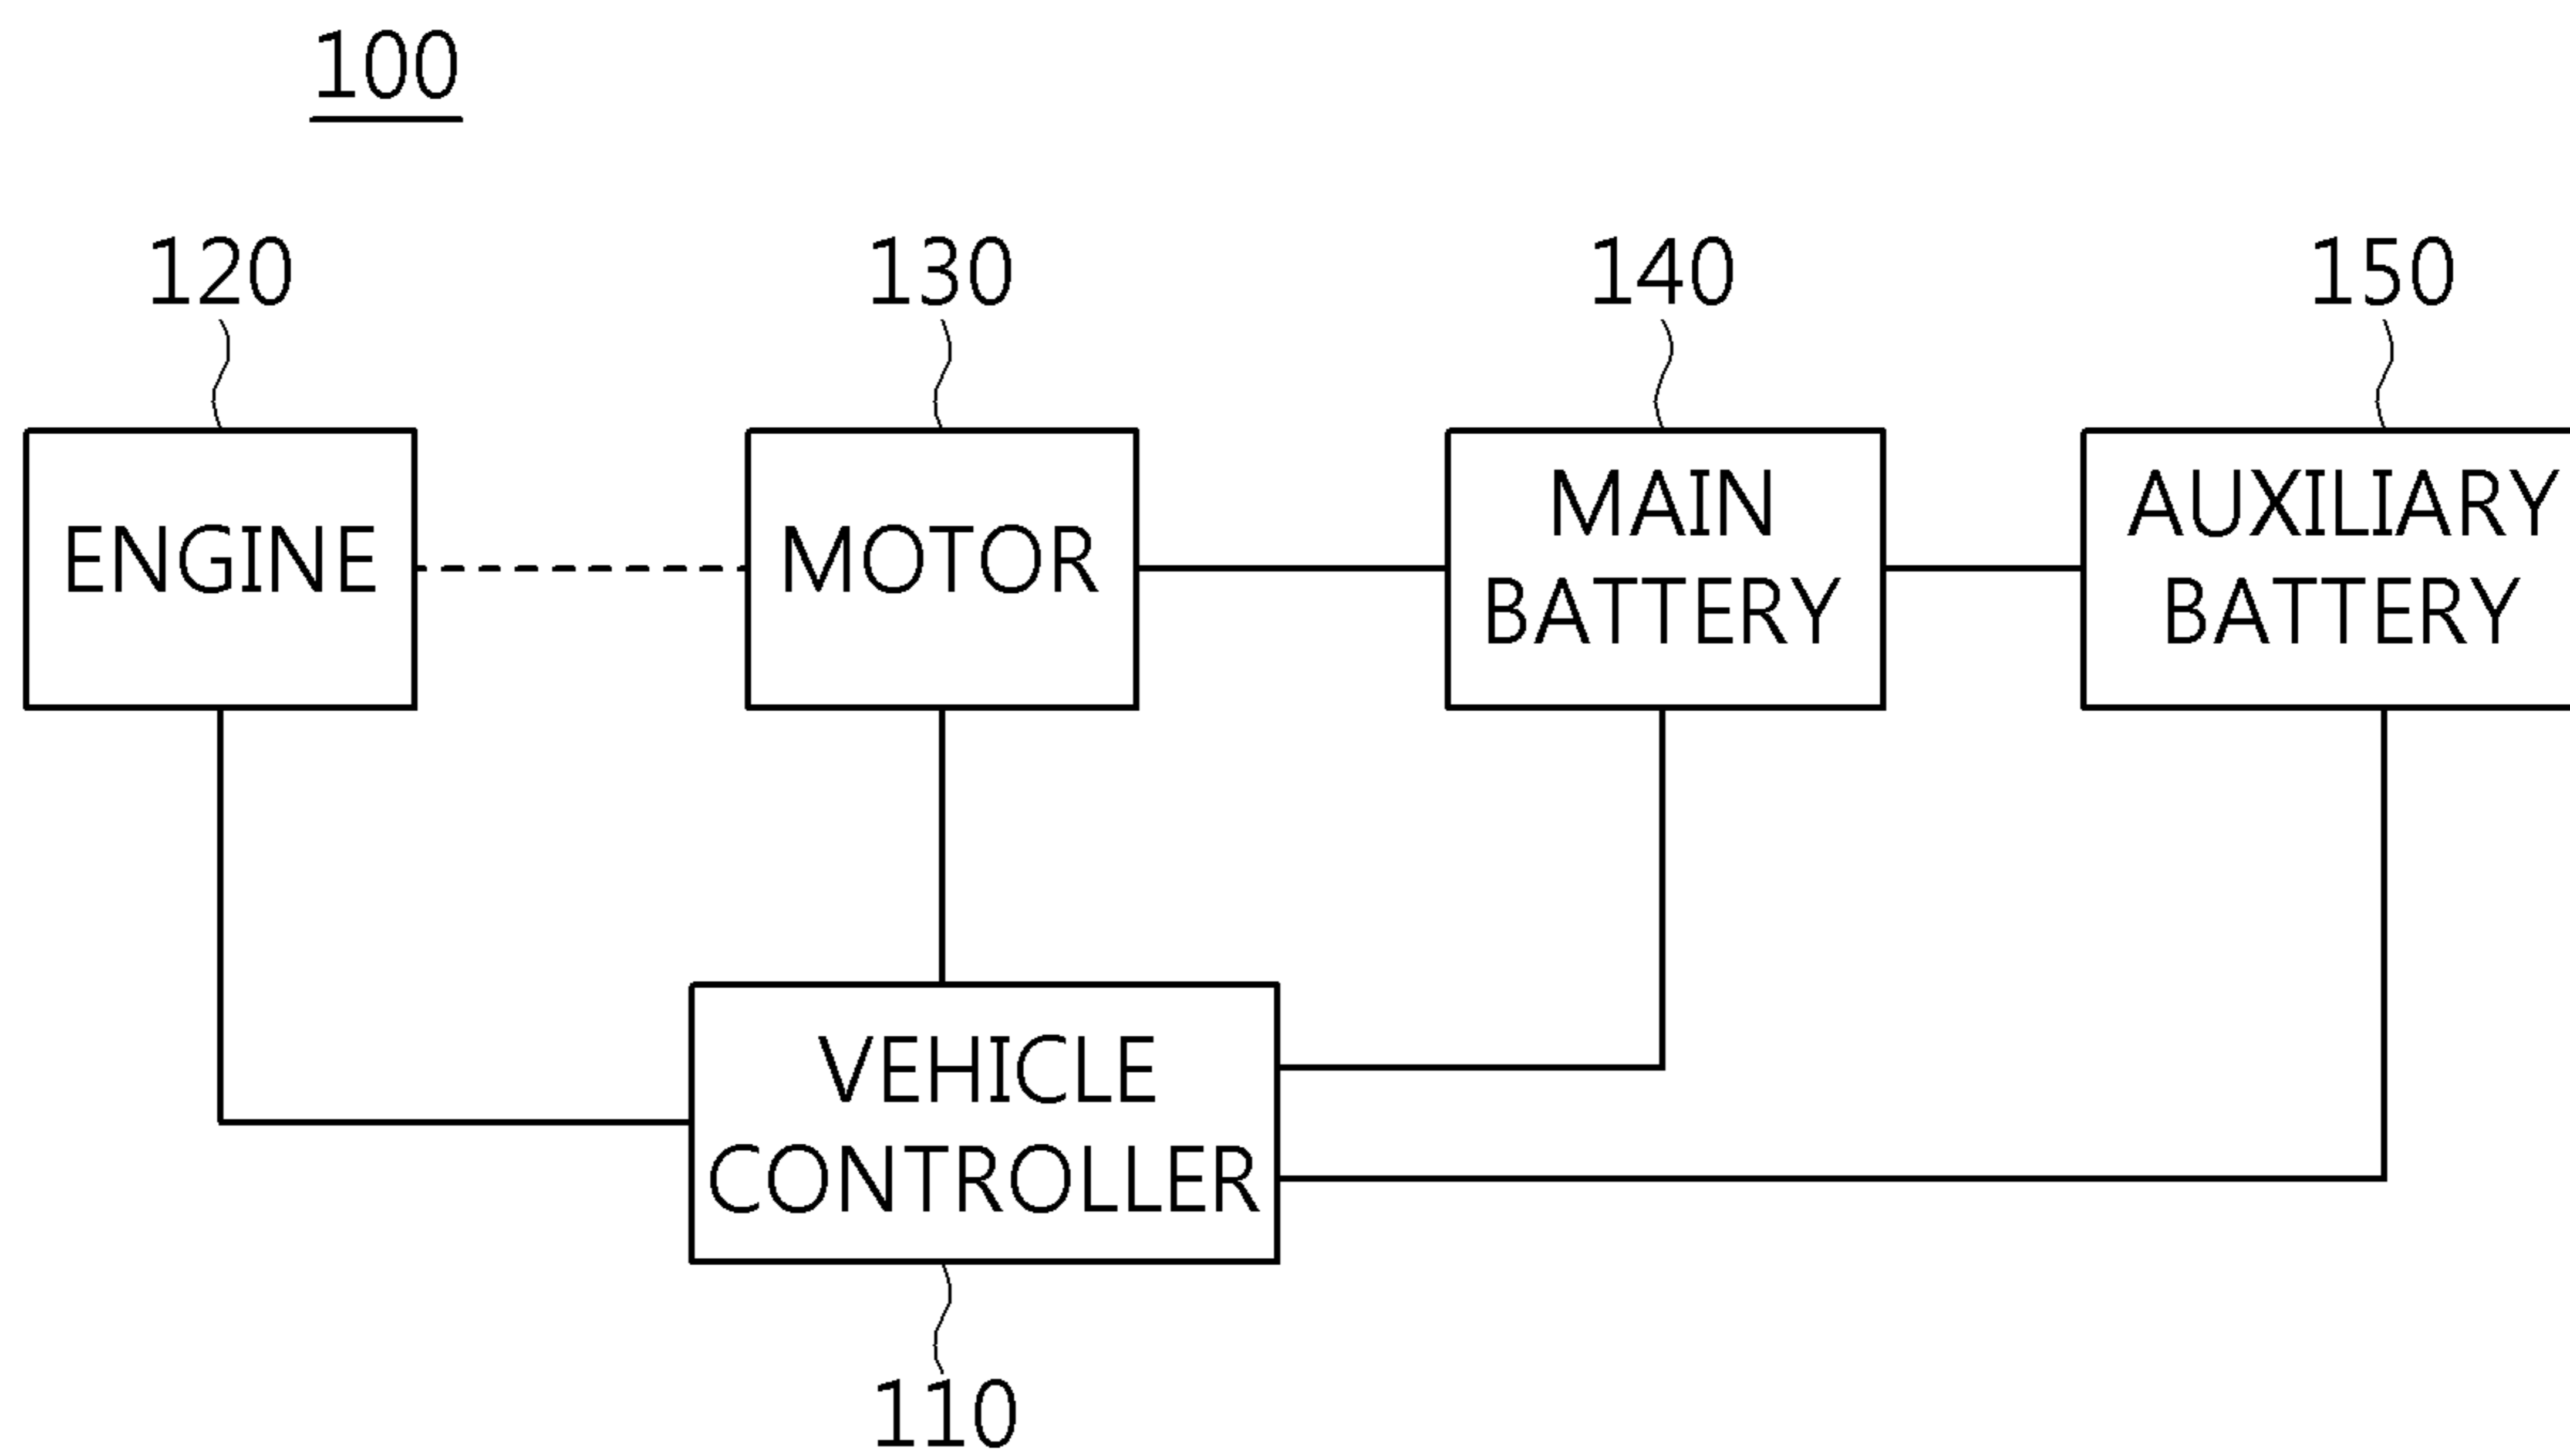 100
120
130
140
150
ENGINE
MOTOR
MAIN
BATTERY
AUXILIARY
BATTERY
VEHICLE
CONTROLLER
110